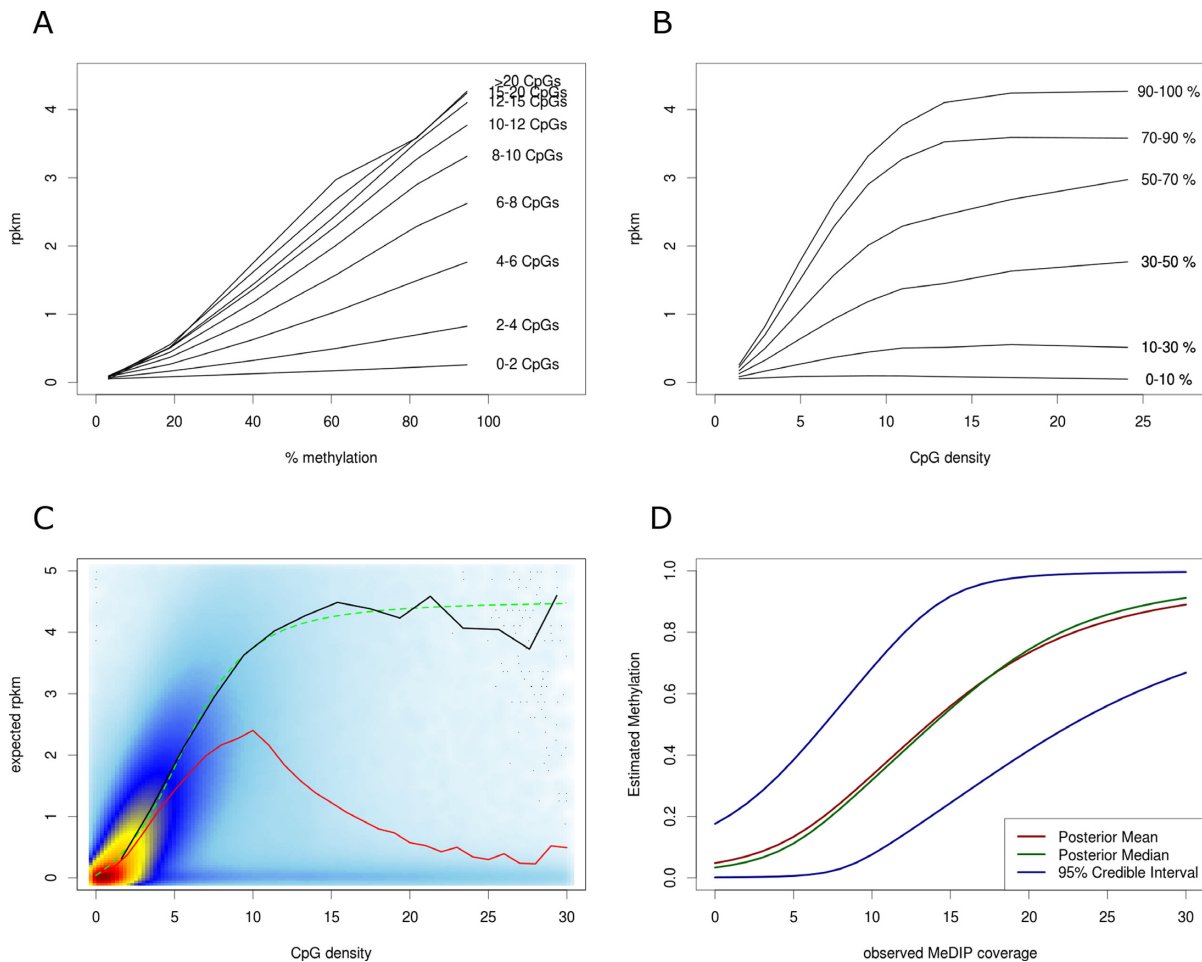 A
B
>20 CpGs
15-20 CpGs
12-15 CpGs
10-12 CpGs
8-10 CpGs
6-8 CpGs
4-6 CpGs
2-4 CpGs
0-2 CpGs
rpkm
4
3
2
1
0
0 20 40 60 80 100
% methylation
90-100 %
70-90 %
50-70 %
30-50 %
10-30 %
0-10 %
rpkm
4
3
2
1
0
0 5 10 15 20 25
CpG density
C
D
expected rpkm
5
4
3
2
1
0
0 5 10 15 20 25 30
CpG density
Estimated Methylation
1.0
0.8
0.6
0.4
0.2
0.0
Posterior Mean
Posterior Median
95% Credible Interval
0 5 10 15 20 25 30
observed MeDIP coverage